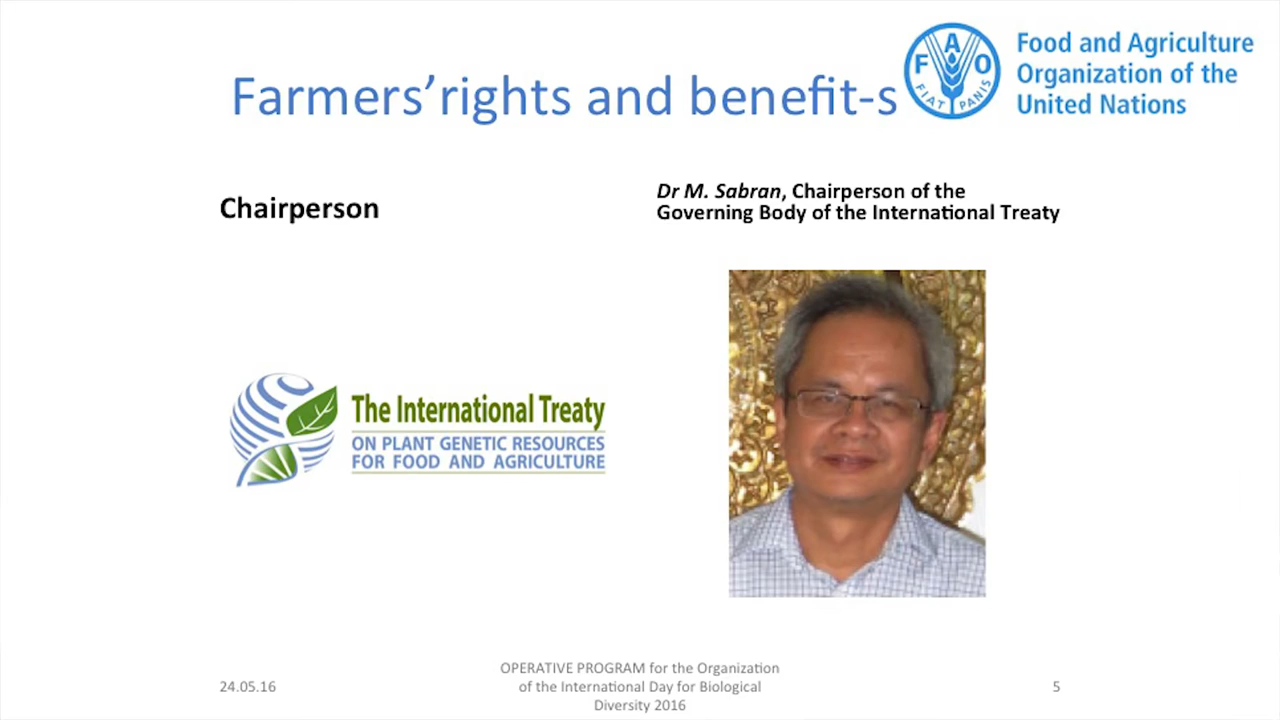 Farmers’rights and benefit-s
FAO
FIAT PANIS
Food and Agriculture
Organization of the
United Nations
Chairperson
Dr M. Sabran, Chairperson of the
Governing Body of the International Treaty
The International Treaty
ON PLANT GENETIC RESOURCES
FOR FOOD AND AGRICULTURE
24.05.16
OPERATIVE PROGRAM for the Organization
of the International Day for Biological
Diversity 2016
5